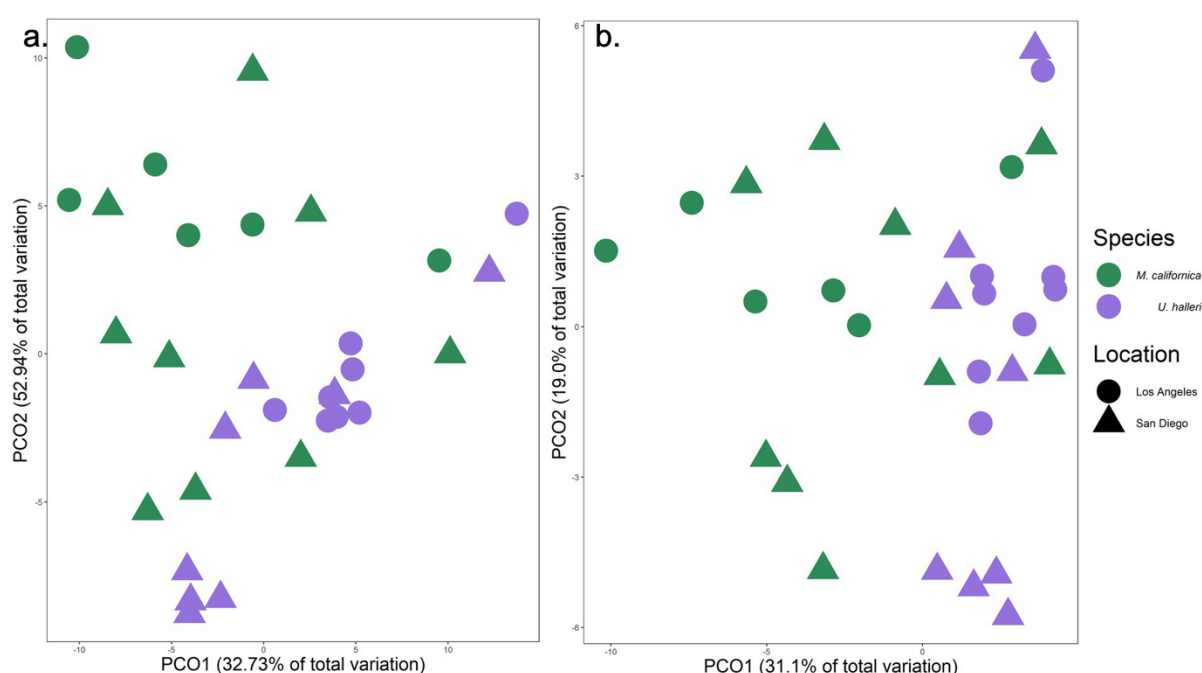 a.
10
5
0
-5
-10
-5
0
5
10
PCO2 (52.94% of total variation)
PCO1 (32.73% of total variation)
b.
6
3
0
-3
-6
-10
-5
0
PCO2 (19.0% of total variation)
PCO1 (31.1% of total variation)
Species
M. californica
U. halleri
Location
Los Angeles
San Diego